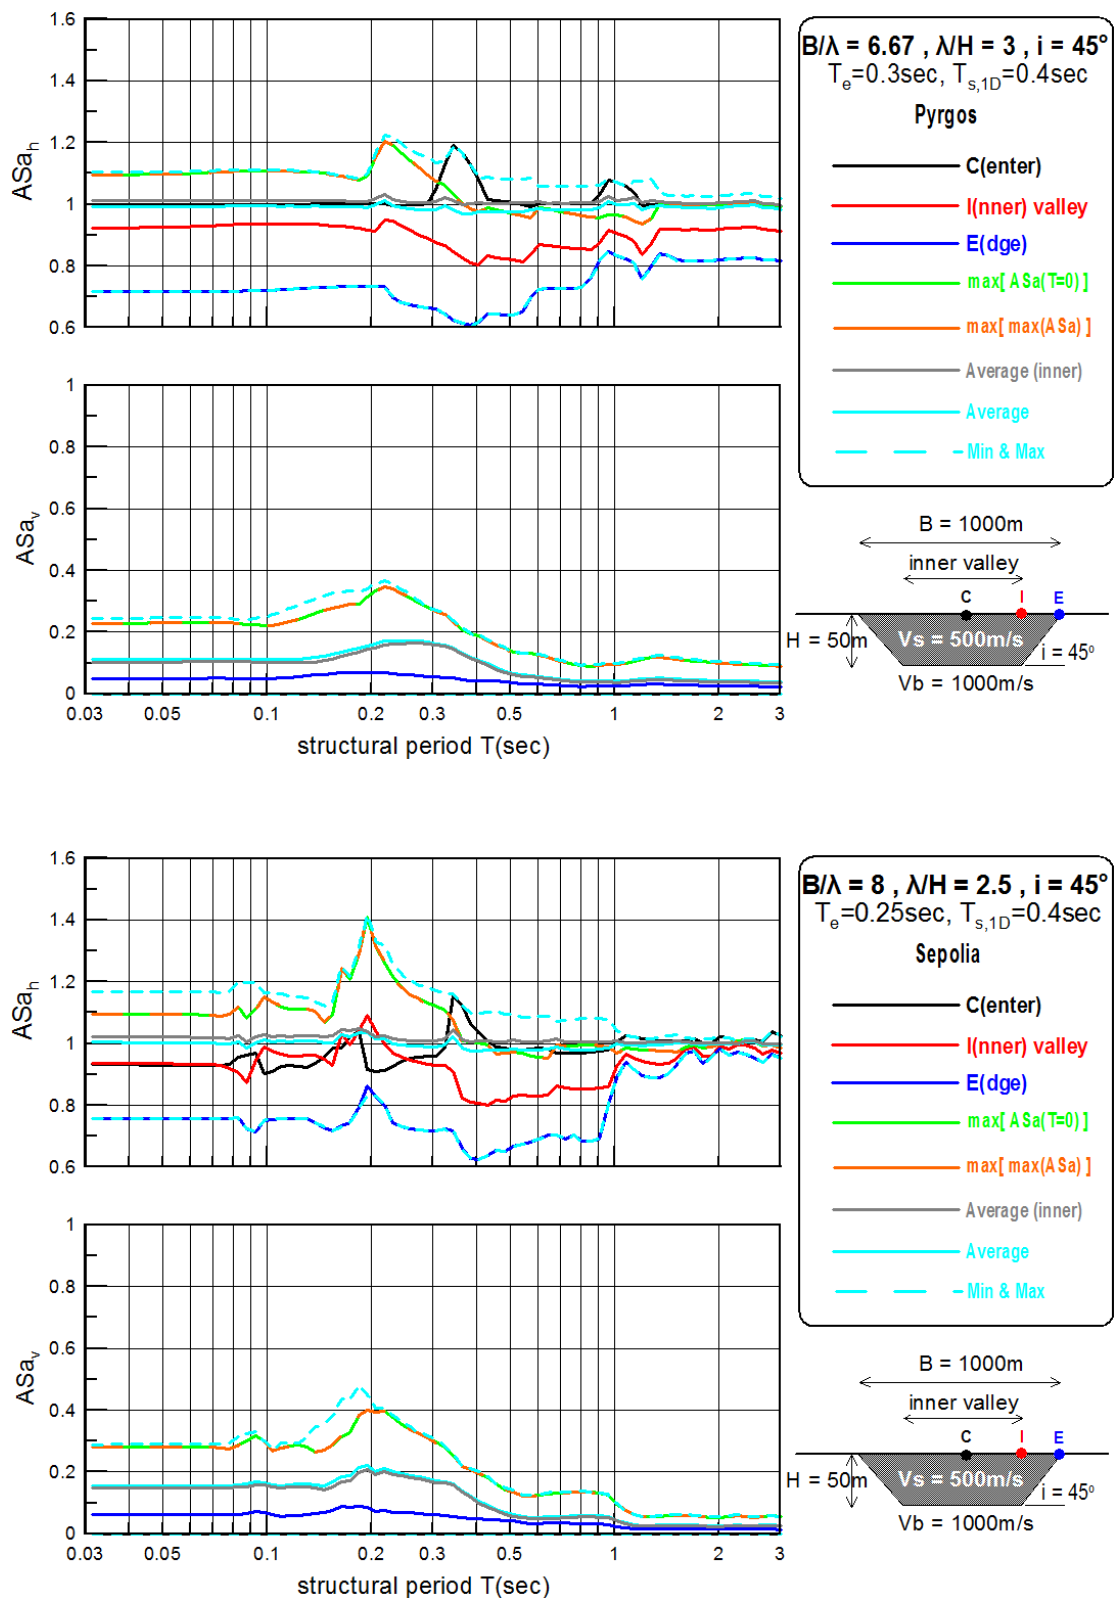 1.6
1.4
1.2
1
0.8
0.6
ASa_h
1
0.8
0.6
0.4
0.2
0
ASa_v
0.03 0.05 0.1 0.2 0.3 0.5 1 2 3
structural period T(sec)
B/λ = 6.67 , λ/H = 3 , i = 45°
T_e=0.3sec, T_s,1D=0.4sec
Pyrgos
C(enter)
I(nner) valley
E(dge)
max[ ASa(T=0) ]
max[ max(ASa) ]
Average (inner)
Average
Min & Max
B = 1000m
inner valley
C I E
H = 50m Vs = 500m/s i = 45°
Vb = 1000m/s
1.6
1.4
1.2
1
0.8
0.6
ASa_h
1
0.8
0.6
0.4
0.2
0
ASa_v
0.03 0.05 0.1 0.2 0.3 0.5 1 2 3
structural period T(sec)
B/λ = 8 , λ/H = 2.5 , i = 45°
T_e=0.25sec, T_s,1D=0.4sec
Sepolia
C(enter)
I(nner) valley
E(dge)
max[ ASa(T=0) ]
max[ max(ASa) ]
Average (inner)
Average
Min & Max
B = 1000m
inner valley
C I E
H = 50m Vs = 500m/s i = 45°
Vb = 1000m/s